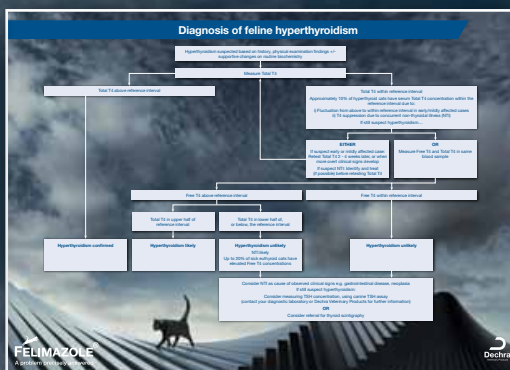 Diagnosis of feline hyperthyroidism
Hyperthyroidism suspected based on history, physical examination findings +/-
supportive changes on routine biochemistry
Measure Total T4
Total T4 above reference interval
Total T4 within reference interval
Approximately 10% of hyperthyroid cats have serum Total T4 concentration within the
reference interval due to:
i) Fluctuation from above to within reference interval in early/mildly affected cases
ii) T4 suppression due to concurrent non-thyroidal illness (NTI)
If still suspect hyperthyroidism...
EITHER
If suspect early or mildly affected case:
Retest Total T4 2 - 4 weeks later, or when
more overt clinical signs develop
If suspect NTI: Identify and treat
(if possible) before retesting Total T4
OR
Measure Free T4 and Total T4 in same
blood sample
Free T4 above reference interval
Free T4 within reference interval
Total T4 in upper half of
reference interval
Total T4 in lower half of,
or below, the reference interval
Hyperthyroidism confirmed
Hyperthyroidism likely
Hyperthyroidism unlikely
NTI likely
Up to 20% of sick euthyroid cats have
elevated Free T4 concentrations
Hyperthyroidism unlikely
Consider NTI as cause of observed clinical signs e.g. gastrointestinal disease, neoplasia
If still suspect hyperthyroidism:
Consider measuring TSH concentration, using canine TSH assay
(contact your diagnostic laboratory or Dechra Veterinary Products for further information)
OR
Consider referral for thyroid scintigraphy
FELIMAZOLE
A problem precisely answered
Dechra